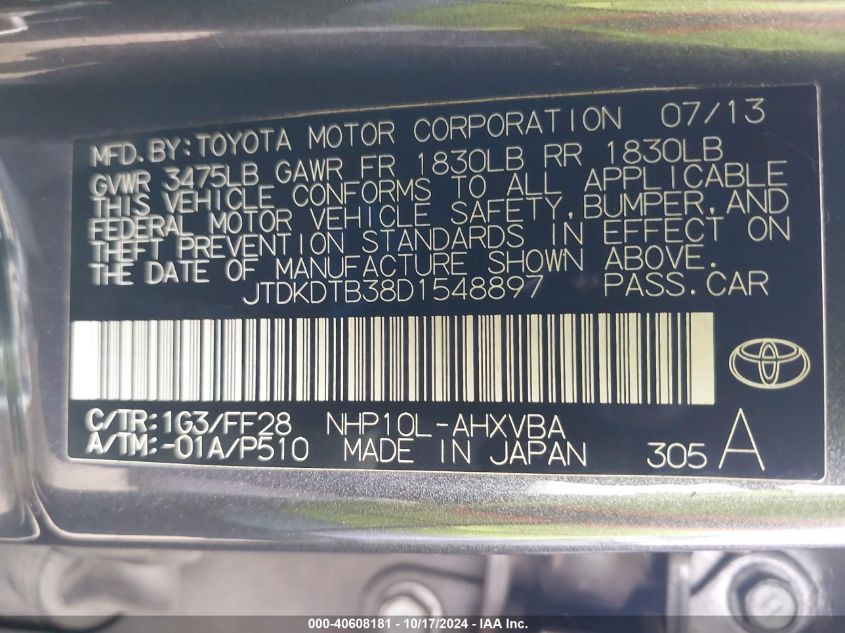 MFD. BY: TOYOTA MOTOR CORPORATION 07/13
GVWR 3475LB GAWR FR 1830LB RR 1830LB
THIS VEHICLE CONFORMS TO ALL APPLICABLE
FEDERAL MOTOR VEHICLE SAFETY, BUMPER, AND
THEFT PREVENTION STANDARDS IN EFFECT ON
THE DATE OF MANUFACTURE SHOWN ABOVE.
JTDKDTB38D1548897 PASS. CAR
C/TR: 1G3/FF28 NHP10L-AHXVBA
A/TM: -01A/P510 MADE IN JAPAN 305 A
000-40608181 - 10/17/2024 - IAA Inc.